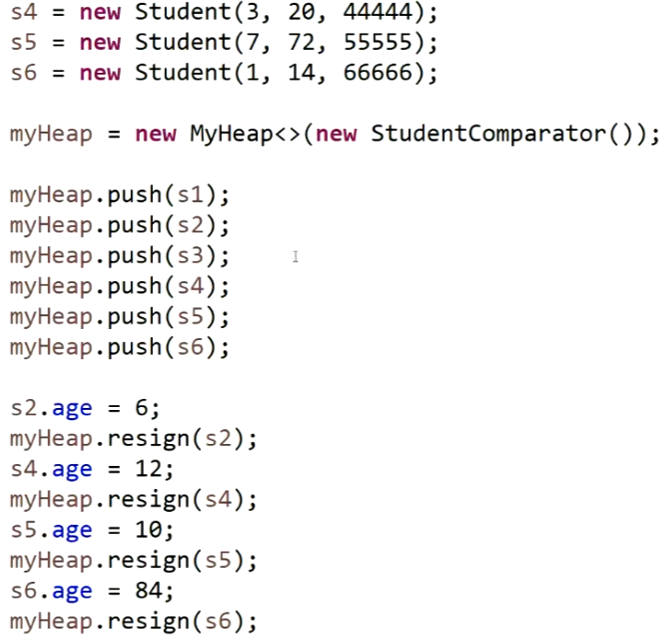 s4 = new Student(3, 20, 44444);
s5 = new Student(7, 72, 55555);
s6 = new Student(1, 14, 66666);
myHeap = new MyHeap<>(new StudentComparator());
myHeap.push(s1);
myHeap.push(s2);
myHeap.push(s3);
myHeap.push(s4);
myHeap.push(s5);
myHeap.push(s6);
s2.age = 6;
myHeap.resign(s2);
s4.age = 12;
myHeap.resign(s4);
s5.age = 10;
myHeap.resign(s5);
s6.age = 84;
myHeap.resign(s6);